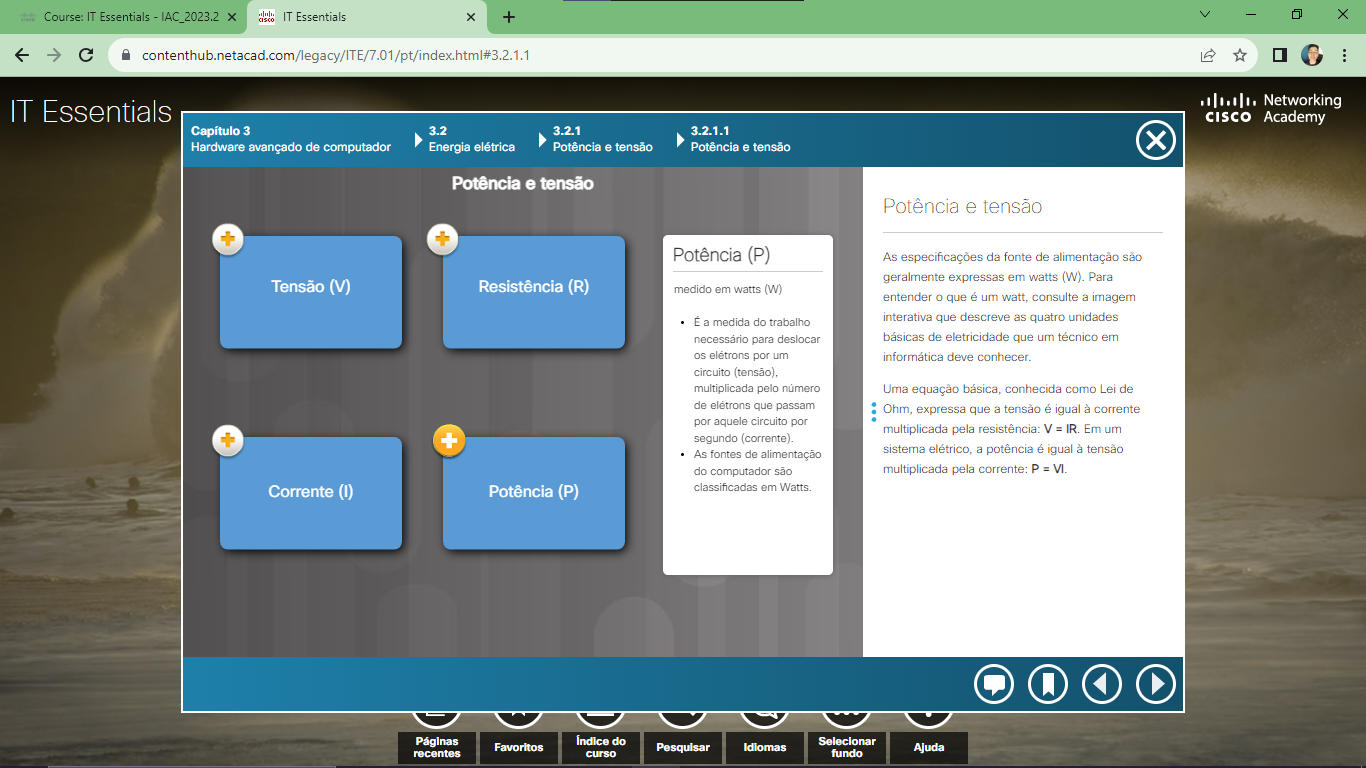 Course: IT Essentials - IAC_2023.2
IT Essentials
contenthub.netacad.com/legacy/ITE/7.01/pt/index.html#3.2.1.1
IT Essentials
CISCO
Networking
Academy
Capítulo 3
Hardware avançado de computador
3.2
Energia elétrica
3.2.1
Potência e tensão
3.2.1.1
Potência e tensão
Potência e tensão
Tensão (V)
Resistência (R)
Corrente (I)
Potência (P)
Potência (P)
medido em watts (W)
• É a medida do trabalho
necessário para deslocar
os elétrons por um
circuito (tensão),
multiplicada pelo número
de elétrons que passam
por aquele circuito por
segundo (corrente).
• As fontes de alimentação
do computador são
classificadas em Watts.
Potência e tensão
As especificações da fonte de alimentação são
geralmente expressas em watts (W). Para
entender o que é um watt, consulte a imagem
interativa que descreve as quatro unidades
básicas de eletricidade que um técnico em
informática deve conhecer.
Uma equação básica, conhecida como Lei de
Ohm, expressa que a tensão é igual à corrente
multiplicada pela resistência: V = IR. Em um
sistema elétrico, a potência é igual à tensão
multiplicada pela corrente: P = VI.
Páginas
recentes
Favoritos
Índice do
curso
Pesquisar
Idiomas
Selecionar
fundo
Ajuda